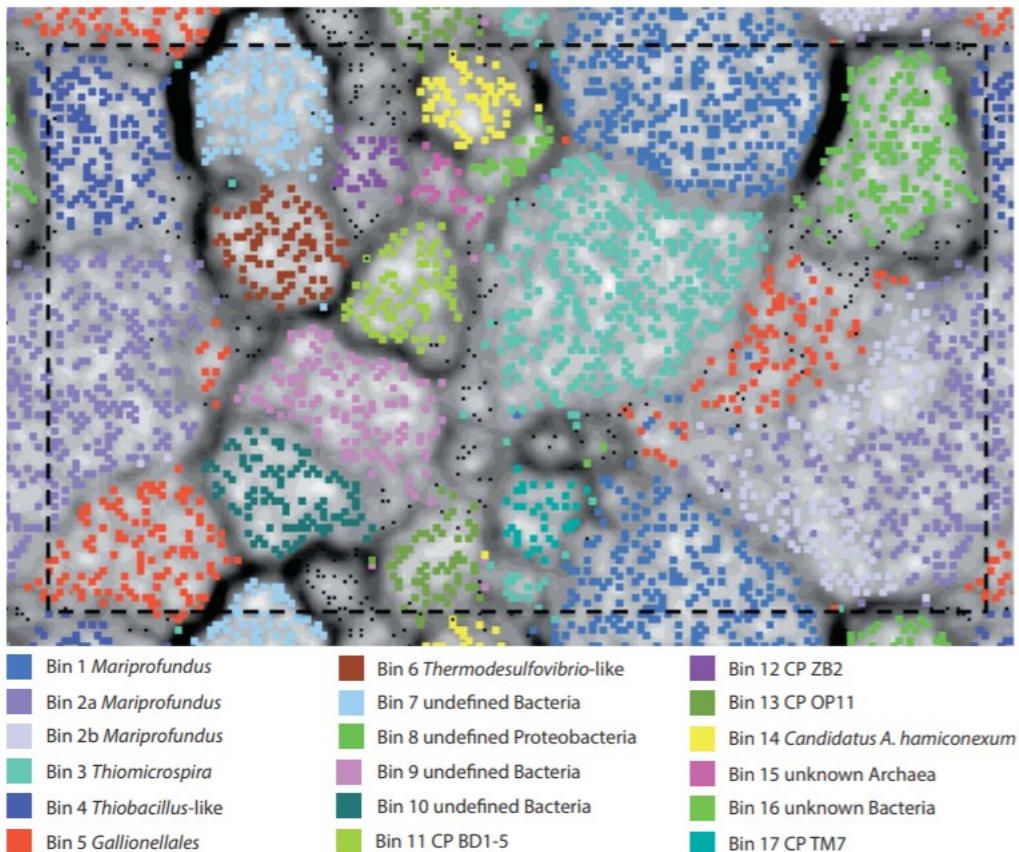 Bin 1 Mariprofundus
Bin 2a Mariprofundus
Bin 2b Mariprofundus
Bin 3 Thiomicrospira
Bin 4 Thiobacillus-like
Bin 5 Gallionellales
Bin 6 Thermodesulfovibrio-like
Bin 7 undefined Bacteria
Bin 8 undefined Proteobacteria
Bin 9 undefined Bacteria
Bin 10 undefined Bacteria
Bin 11 CP BD1-5
Bin 12 CP ZB2
Bin 13 CP OP11
Bin 14 Candidatus A. hamiconexum
Bin 15 unknown Archaea
Bin 16 unknown Bacteria
Bin 17 CP TM7